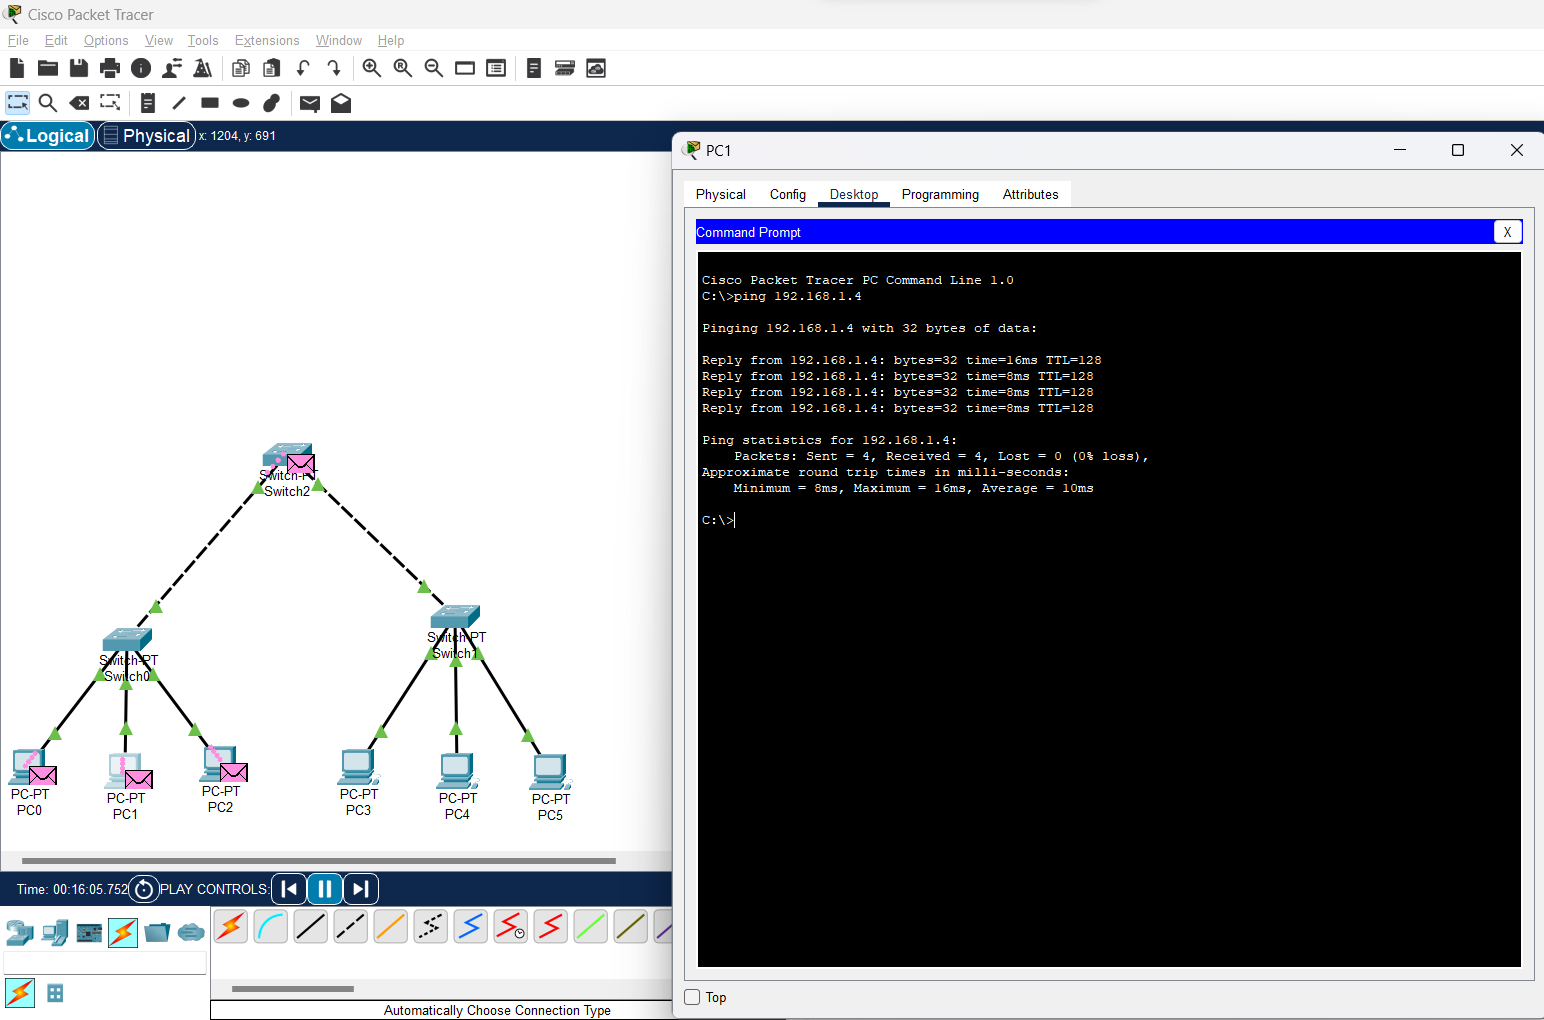 Cisco Packet Tracer
File Edit Options View Tools Extensions Window Help
Logical Physical x: 1204, y: 691
PC1
Physical Config Desktop Programming Attributes
Command Prompt X
Cisco Packet Tracer PC Command Line 1.0
C:\>ping 192.168.1.4
Pinging 192.168.1.4 with 32 bytes of data:
Reply from 192.168.1.4: bytes=32 time=16ms TTL=128
Reply from 192.168.1.4: bytes=32 time=8ms TTL=128
Reply from 192.168.1.4: bytes=32 time=8ms TTL=128
Reply from 192.168.1.4: bytes=32 time=8ms TTL=128
Ping statistics for 192.168.1.4:
Packets: Sent = 4, Received = 4, Lost = 0 (0% loss),
Approximate round trip times in milli-seconds:
Minimum = 8ms, Maximum = 16ms, Average = 10ms
C:\>
Top
Switch-PT
Switch2
Switch-PT
Switch0
Switch-PT
Switch1
PC-PT
PC0
PC-PT
PC1
PC-PT
PC2
PC-PT
PC3
PC-PT
PC4
PC-PT
PC5
Time: 00:16:05.752 PLAY CONTROLS:
Automatically Choose Connection Type